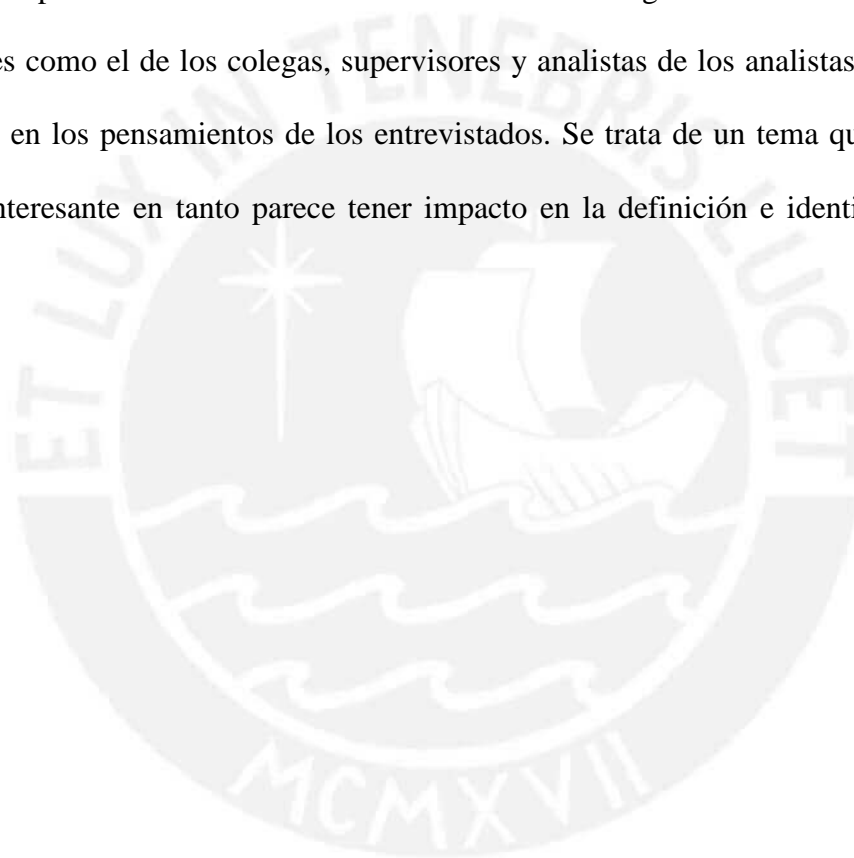 es como el de los colegas, supervisores y analistas de los analistas
en los pensamientos de los entrevistados. Se trata de un tema qu
nteresante en tanto parece tener impacto en la definición e identi
ET LUX IN TENEBRIS LUCET
MCMXVII